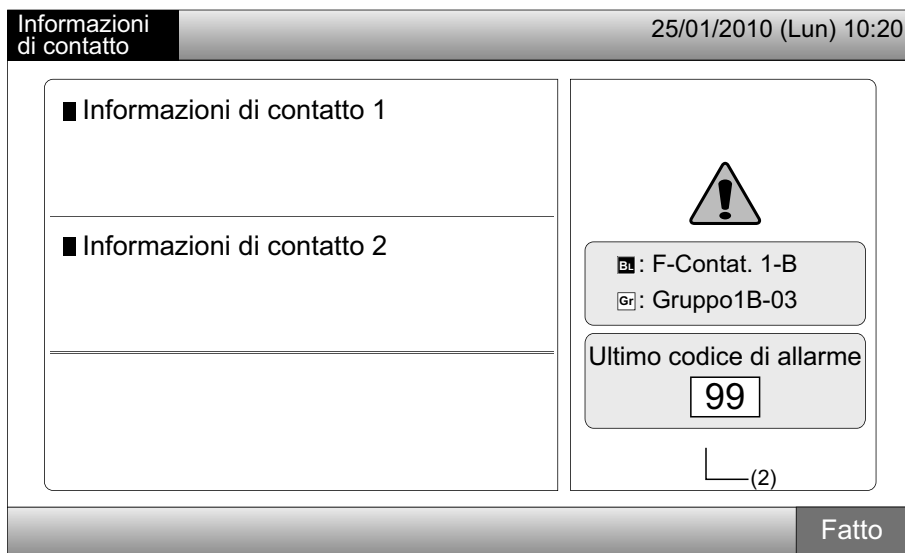 Informazioni
di contatto
25/01/2010 (Lun) 10:20
■ Informazioni di contatto 1
■ Informazioni di contatto 2
BL : F-Contat. 1-B
Gr : Gruppo1B-03
Ultimo codice di allarme
99
(2)
Fatto